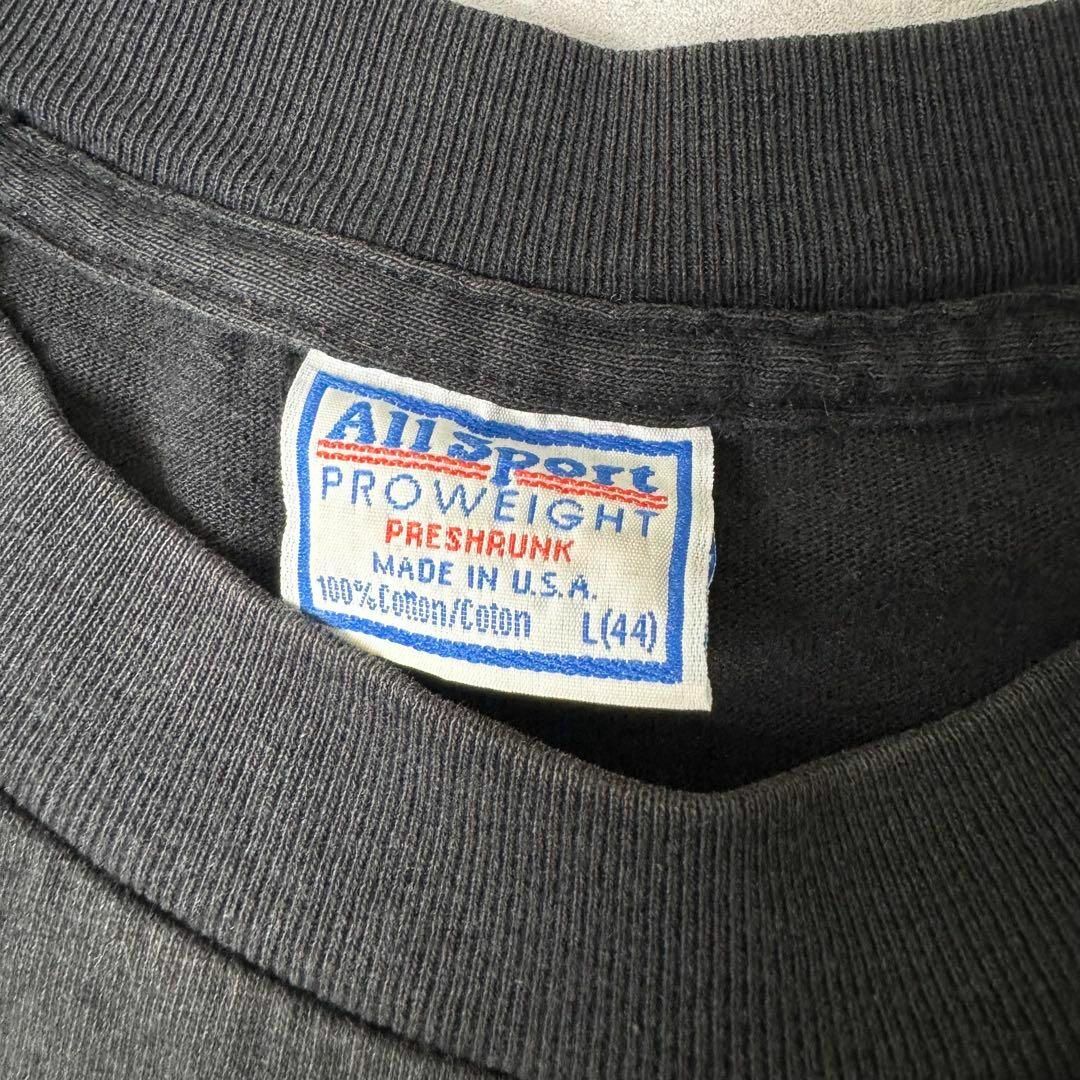 All Sport
PROWEIGHT
PRESHRUNK
MADE IN U.S.A.
100% Cotton/Coton L(44)